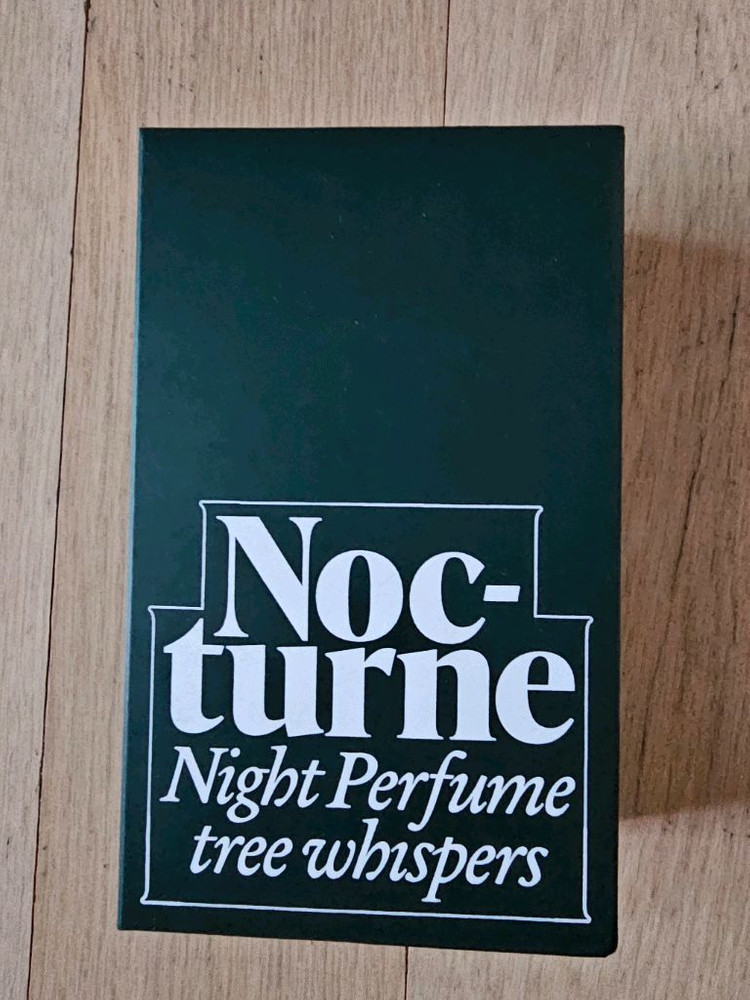 Noc-
turne
Night Perfume
tree whispers